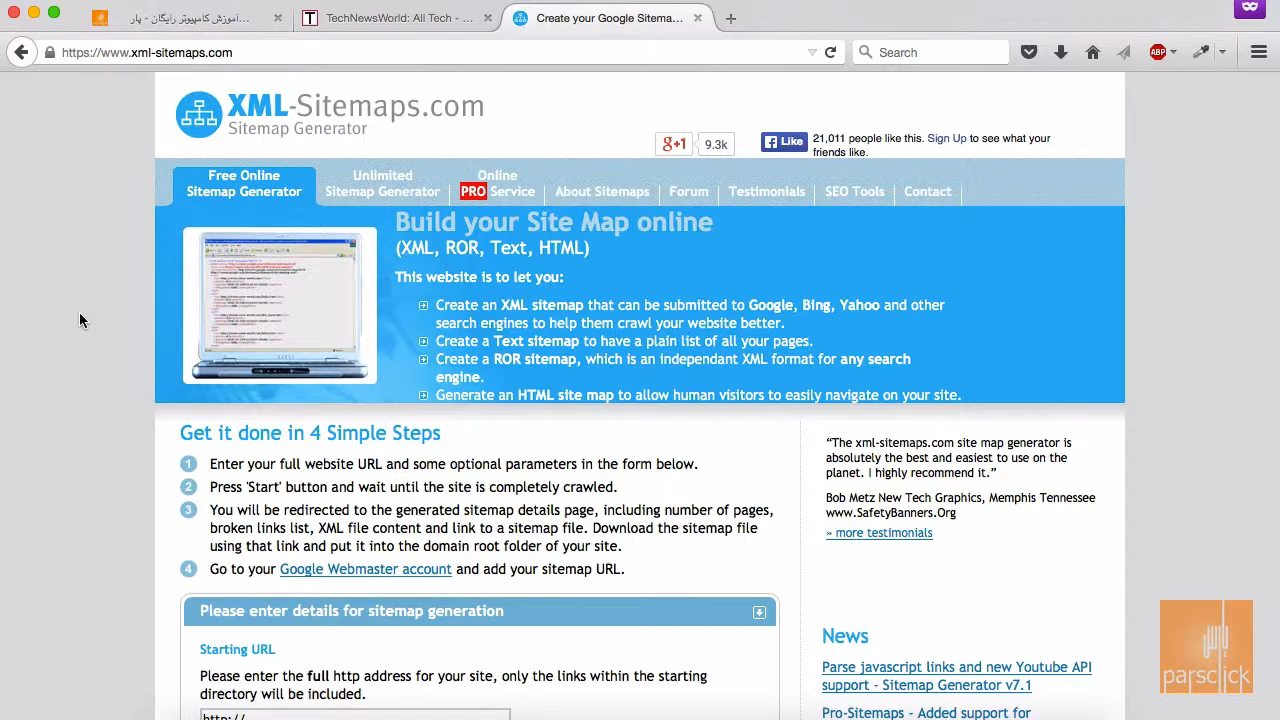 آموزش کامپیوتر رایگان - پار...
TechNewsWorld: All Tech - ...
Create your Google Sitema...
https://www.xml-sitemaps.com
Search
ABP
XML-Sitemaps.com
Sitemap Generator
g+1 9.3k
Like
21,011 people like this. Sign Up to see what your
friends like.
Free Online
Sitemap Generator
Unlimited
Sitemap Generator
Online
PRO Service
About Sitemaps
Forum
Testimonials
SEO Tools
Contact
Build your Site Map online
(XML, ROR, Text, HTML)
This website is to let you:
Create an XML sitemap that can be submitted to Google, Bing, Yahoo and other
search engines to help them crawl your website better.
Create a Text sitemap to have a plain list of all your pages.
Create a ROR sitemap, which is an independant XML format for any search
engine.
Generate an HTML site map to allow human visitors to easily navigate on your site.
Get it done in 4 Simple Steps
1 Enter your full website URL and some optional parameters in the form below.
2 Press 'Start' button and wait until the site is completely crawled.
3 You will be redirected to the generated sitemap details page, including number of pages,
broken links list, XML file content and link to a sitemap file. Download the sitemap file
using that link and put it into the domain root folder of your site.
4 Go to your Google Webmaster account and add your sitemap URL.
Please enter details for sitemap generation
Starting URL
Please enter the full http address for your site, only the links within the starting
directory will be included.
http://
“The xml-sitemaps.com site map generator is
absolutely the best and easiest to use on the
planet. I highly recommend it.”
Bob Metz New Tech Graphics, Memphis Tennessee
www.SafetyBanners.Org
» more testimonials
News
Parse javascript links and new Youtube API
support - Sitemap Generator v7.1
Pro-Sitemaps - Added support for
پارس
parsclick